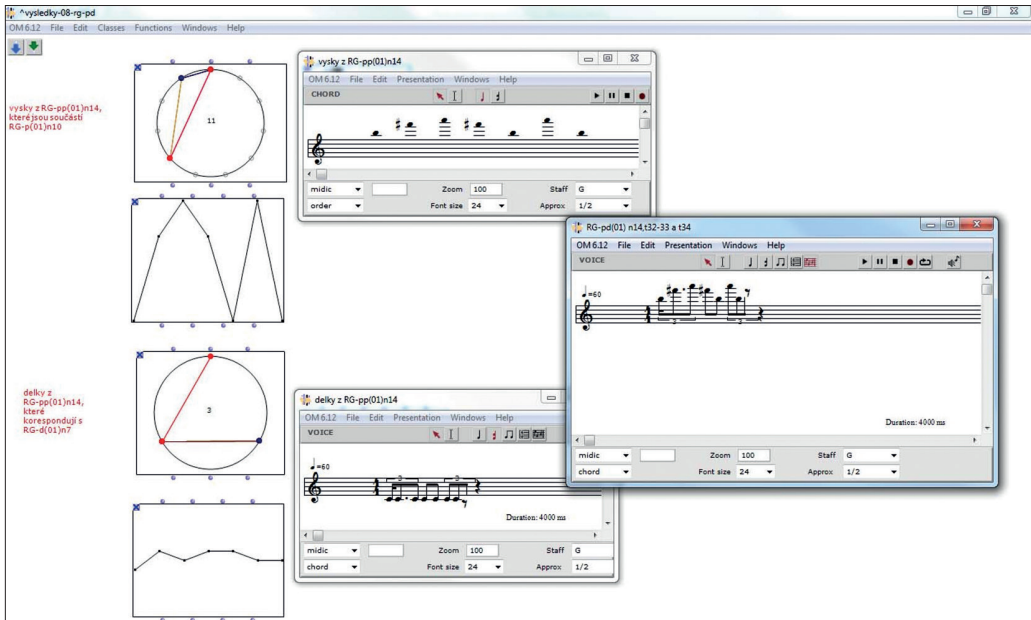 ^vysledky-08-rg-pd
OM 6.12 File Edit Classes Functions Windows Help
vysky z RG-pp(01)n14,
které jsou součástí
RG-p(01)n10
11
vysky z RG-pp(01)n14
OM 6.12 File Edit Presentation Windows Help
CHORD
midic Zoom 100 Staff G
order Font size 24 Approx 1/2
RG-pd(01) n14,t32-33 a t34
OM 6.12 File Edit Presentation Windows Help
VOICE
=60
3 3
Duration: 4000 ms
midic Zoom 100 Staff G
chord Font size 24 Approx 1/2
delky z
RG-pp(01)n14,
které
korespondují s
RG-d(01)n7
3
delky z RG-pp(01)n14
OM 6.12 File Edit Presentation Windows Help
VOICE
=60
3 3
Duration: 4000 ms
midic Zoom 100 Staff G
chord Font size 24 Approx 1/2